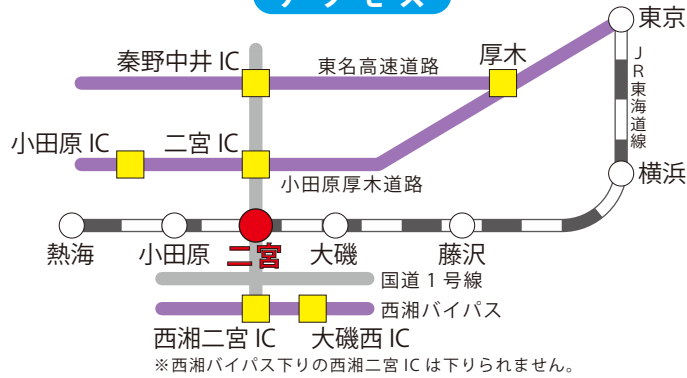 アクセス
東京
秦野中井 IC
東名高速道路
厚木
JR東海道線
小田原 IC
二宮 IC
小田原厚木道路
横浜
熱海
小田原
二宮
大磯
藤沢
国道 1 号線
西湘バイパス
西湘二宮 IC
大磯西 IC
※西湘バイパス下りの西湘二宮 IC は下りられません。